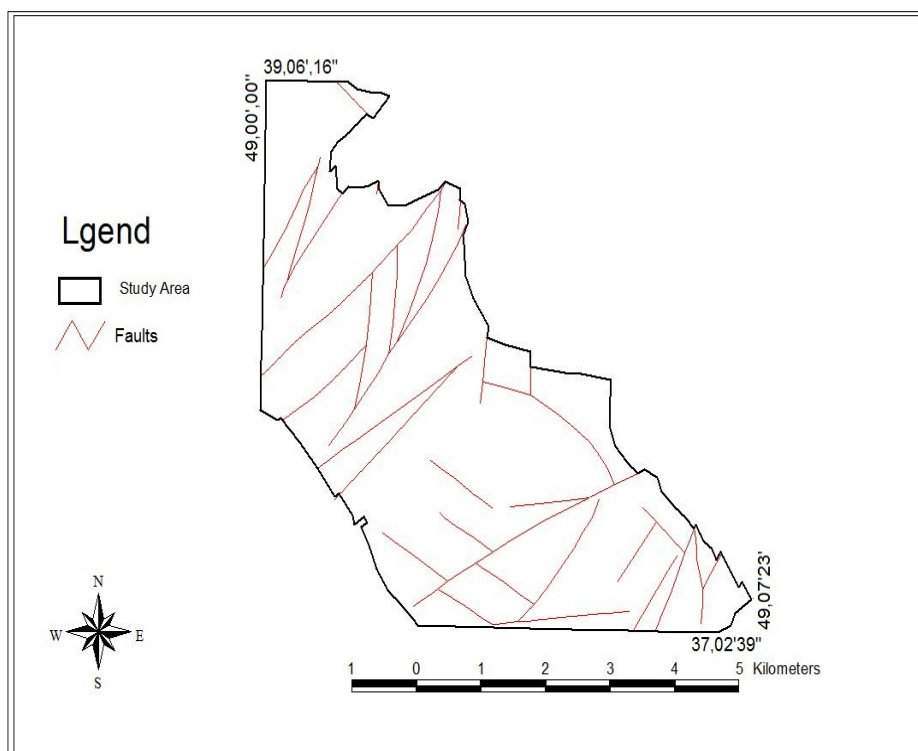 39,06',16"
49,00',00"
Lgend
Study Area
Faults
N
W
E
S
49,07'23'
37,02'39"
1 0 1 2 3 4 5 Kilometers